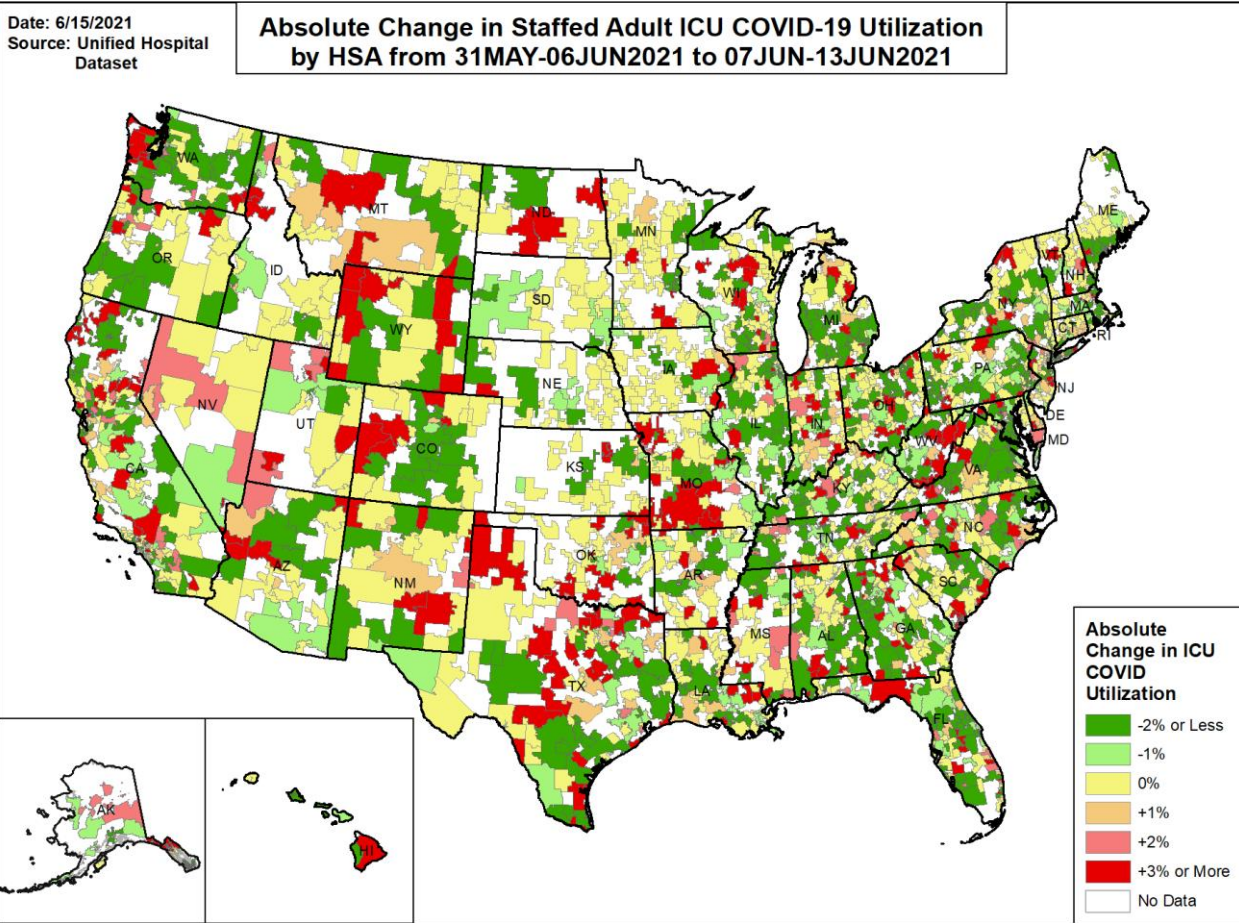 Date: 6/15/2021
Source: Unified Hospital
Dataset
Absolute Change in Staffed Adult ICU COVID-19 Utilization
by HSA from 31MAY-06JUN2021 to 07JUN-13JUN2021
WA
MT
ND
MN
ME
OR
ID
SD
WI
MI
VT
NH
NY
MA
CT
RI
WY
IA
NE
PA
NJ
NV
UT
CO
IL
IN
OH
DE
MD
WV
VA
CA
KS
MO
KY
NC
TN
AZ
NM
OK
AR
SC
MS
AL
GA
TX
LA
FL
AK
HI
Absolute
Change in ICU
COVID
Utilization
-2% or Less
-1%
0%
+1%
+2%
+3% or More
No Data